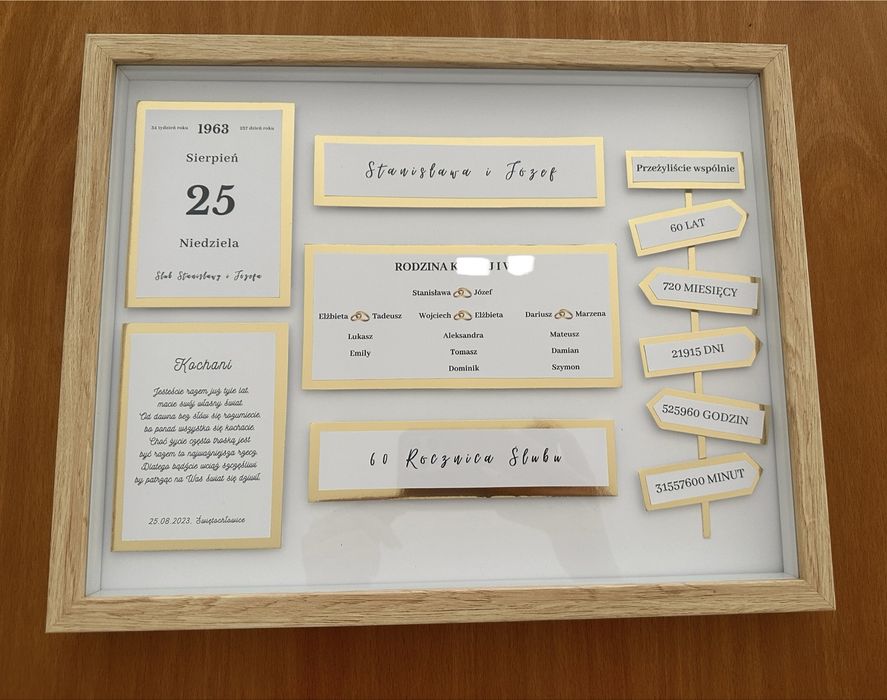 34 tydzień roku 1963 237 dzień roku
Sierpień
25
Niedziela
Ślub Stanisławy i Józefa
Kochani
Jesteście razem już tyle lat,
macie swój własny świat.
Od dawna bez słów się rozumiecie,
bo ponad wszystko się kochacie.
Choć życie często troską jest
być razem to najważniejsza rzecz.
Dlatego bądźcie wciąż szczęśliwi
by patrząc na Was świat się dziwił.
25.08.2023, Świętochłowice
Stanisława i Józef
RODZINA K J I W
Stanisława Józef
Elżbieta Tadeusz Wojciech Elżbieta Dariusz Marzena
Łukasz Aleksandra Mateusz
Emily Tomasz Damian
Dominik Szymon
60 Rocznica Ślubu
Przeżyliście wspólnie
60 LAT
720 MIESIĘCY
21915 DNI
525960 GODZIN
31557600 MINUT